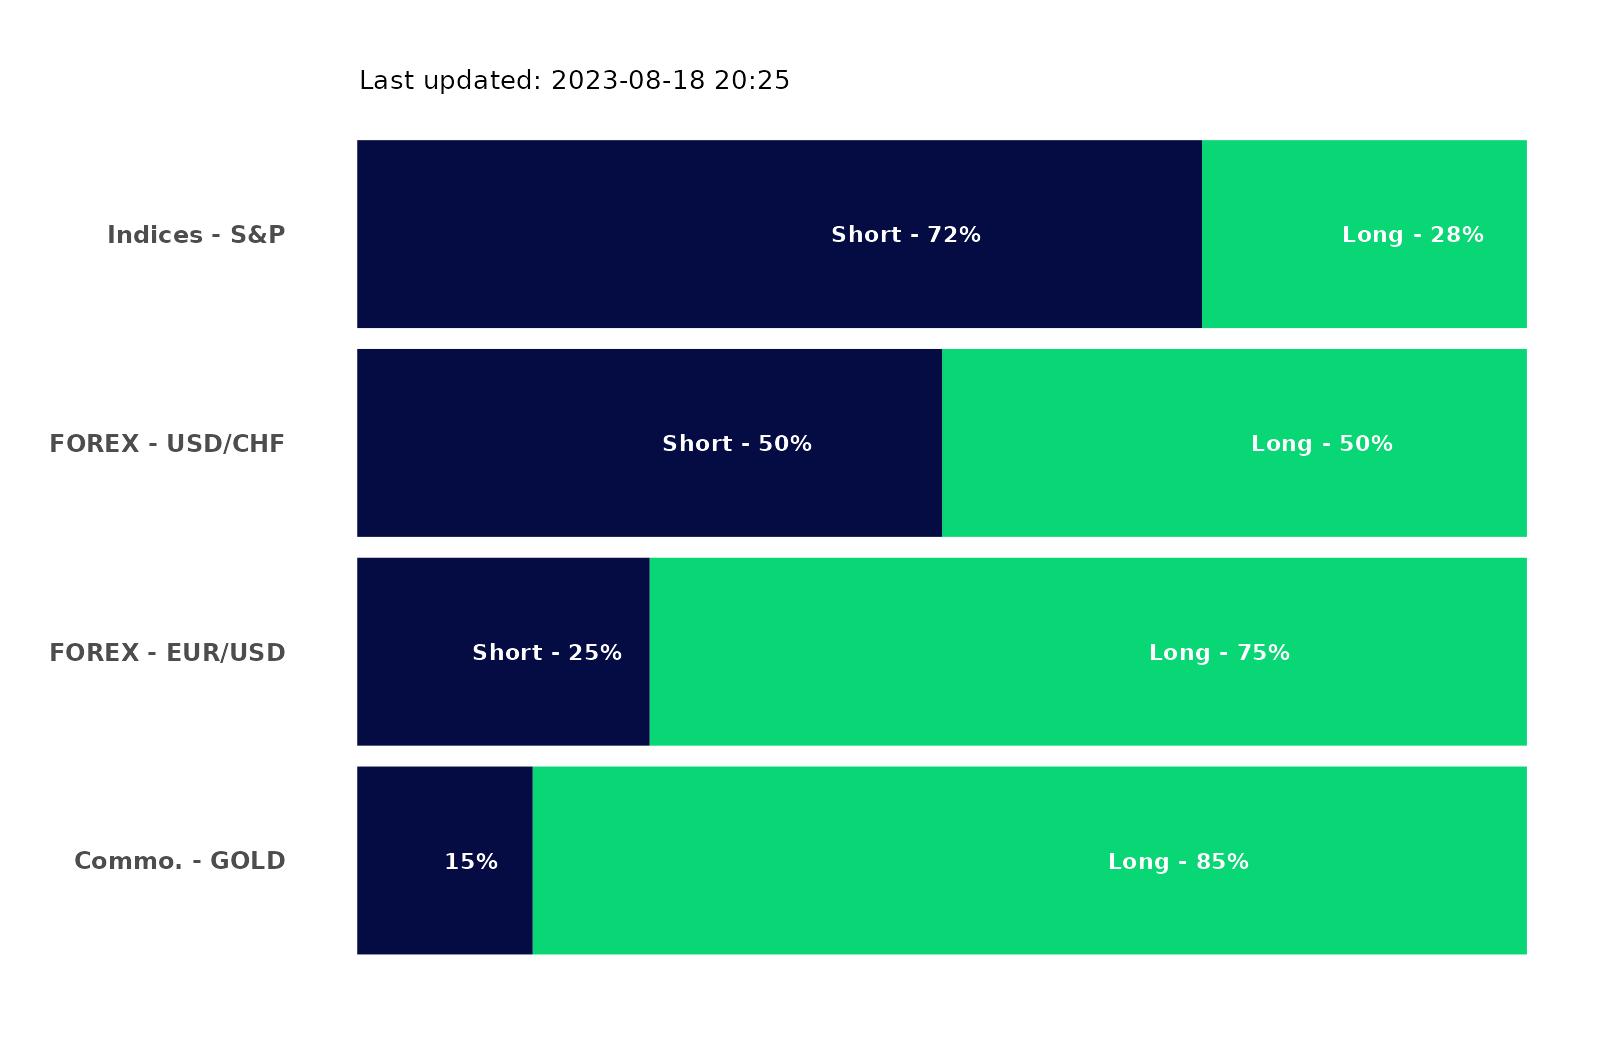 Last updated: 2023-08-18 20:25
Indices - S&P
Short - 72%
Long - 28%
FOREX - USD/CHF
Short - 50%
Long - 50%
FOREX - EUR/USD
Short - 25%
Long - 75%
Commo. - GOLD
15%
Long - 85%